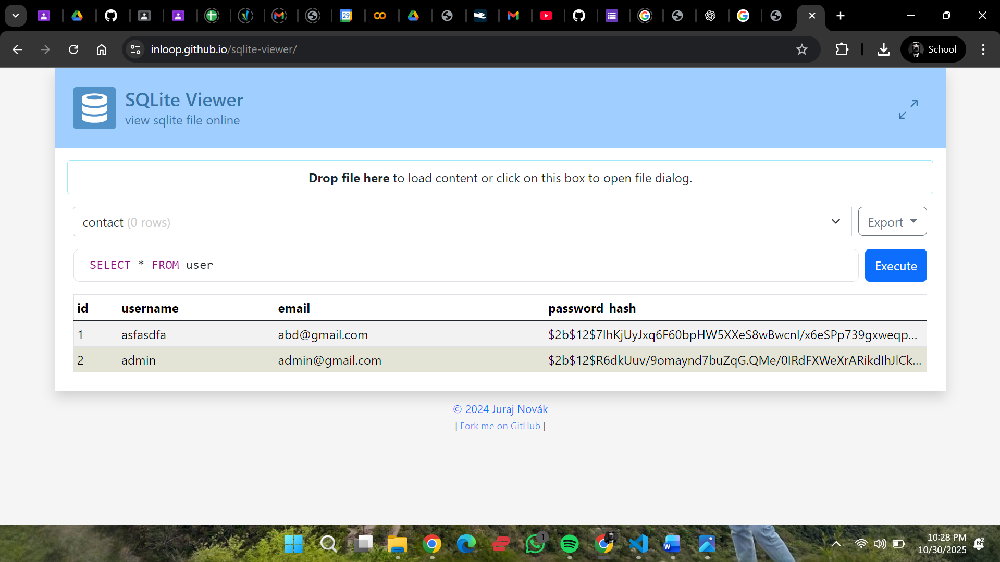 29
inloop.github.io/sqlite-viewer/
School
SQLite Viewer
view sqlite file online
Drop file here to load content or click on this box to open file dialog.
contact (0 rows)
Export
SELECT * FROM user
Execute
id username email password_hash
1 asfasdfa abd@gmail.com $2b$12$7IhKjUyJxq6F60bpHW5XXeS8wBwcnl/x6eSPp739gxweqp...
2 admin admin@gmail.com $2b$12$R6dkUuv/9omaynd7buZqG.QMe/0IRdFXWeXrARikdIhJlCk...
© 2024 Juraj Novák
| Fork me on GitHub |
1
W
10:28 PM
10/30/2025